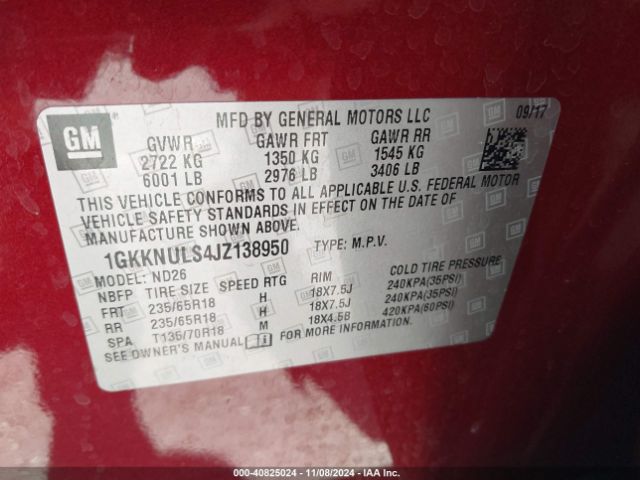 GM
MFD BY GENERAL MOTORS LLC 09/17
GVWR GAWR FRT GAWR RR
2722 KG 1350 KG 1545 KG
6001 LB 2976 LB 3406 LB
THIS VEHICLE CONFORMS TO ALL APPLICABLE U.S. FEDERAL MOTOR
VEHICLE SAFETY STANDARDS IN EFFECT ON THE DATE OF
MANUFACTURE SHOWN ABOVE.
1GKKNULS4JZ138950 TYPE: M.P.V.
MODEL: ND26
NBFP TIRE SIZE SPEED RTG RIM COLD TIRE PRESSURE
FRT 235/65R18 H 18X7.5J 240KPA(35PSI)
RR 235/65R18 H 18X7.5J 240KPA(35PSI)
SPA T135/70R18 M 18X4.5B 420KPA(60PSI)
SEE OWNER'S MANUAL FOR MORE INFORMATION.
000-40825024 | 11/08/2024 - IAA Inc.